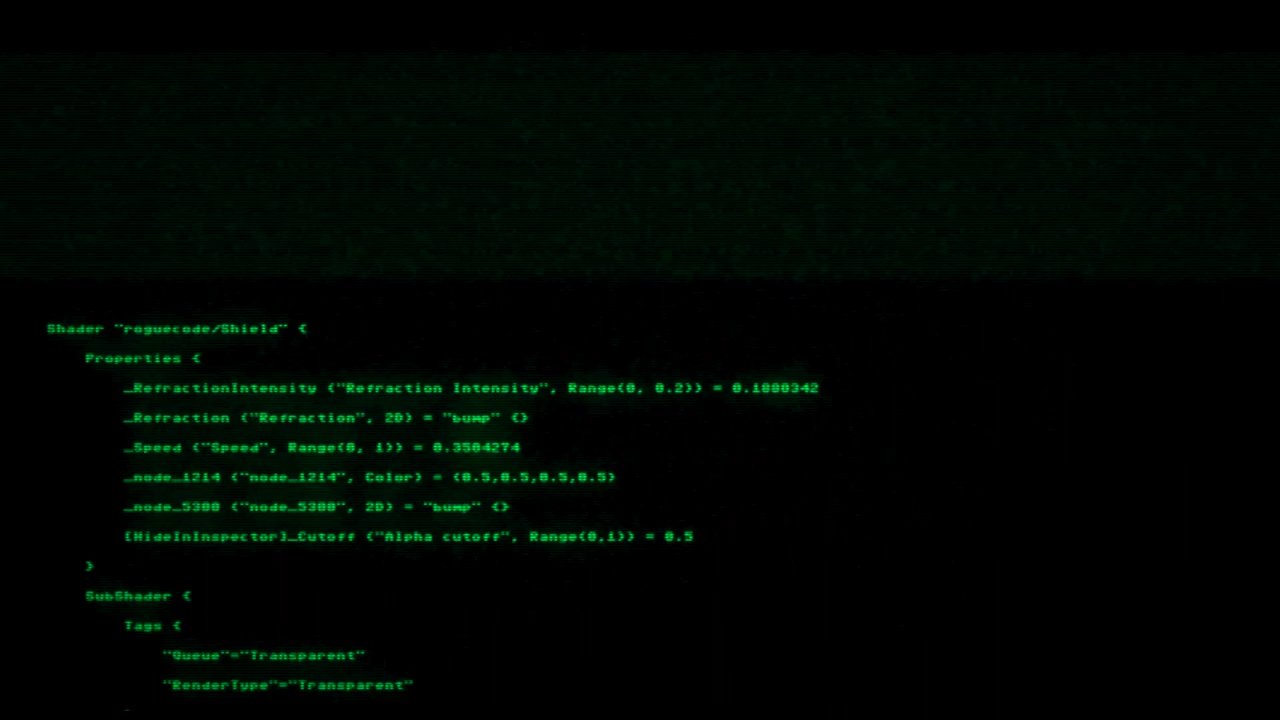 Shader "roguecode/Shield" {
Properties {
_RefractionIntensity ("Refraction Intensity", Range(0, 0.2)) = 0.1880342
_Refraction ("Refraction", 2D) = "bump" {}
_Speed ("Speed", Range(0, 1)) = 0.3504274
_node_1214 ("node_1214", Color) = (0.5,0.5,0.5,0.5)
_node_5300 ("node_5300", 2D) = "bump" {}
[HideInInspector]_Cutoff ("Alpha cutoff", Range(0,1)) = 0.5
}
SubShader {
Tags {
"Queue"="Transparent"
"RenderType"="Transparent"